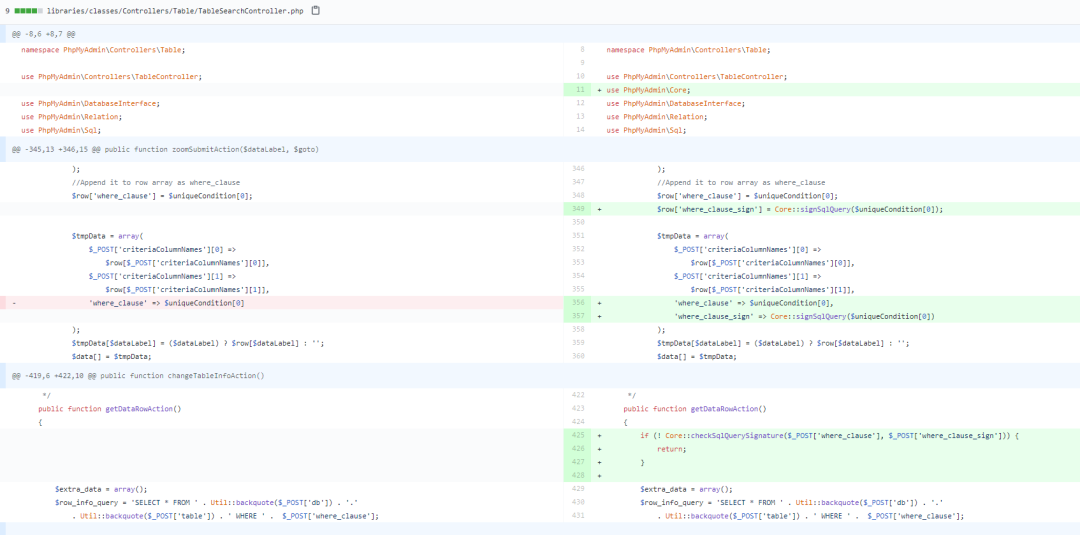 9 libraries/classes/Controllers/Table/TableSearchController.php
@@ -8,6 +8,7 @@
namespace PhpMyAdmin\Controllers\Table; 8 namespace PhpMyAdmin\Controllers\Table;
9
use PhpMyAdmin\Controllers\TableController; 10 use PhpMyAdmin\Controllers\TableController;
11 + use PhpMyAdmin\Core;
use PhpMyAdmin\DatabaseInterface; 12 use PhpMyAdmin\DatabaseInterface;
use PhpMyAdmin\Relation; 13 use PhpMyAdmin\Relation;
use PhpMyAdmin\Sql; 14 use PhpMyAdmin\Sql;
@@ -345,13 +346,15 @@ public function zoomSubmitAction($dataLabel, $goto)
); 346 );
//Append it to row array as where_clause 347 //Append it to row array as where_clause
$row['where_clause'] = $uniqueCondition[0]; 348 $row['where_clause'] = $uniqueCondition[0];
349 + $row['where_clause_sign'] = Core::signSqlQuery($uniqueCondition[0]);
350
$tmpData = array( 351 $tmpData = array(
$_POST['criteriaColumnNames'][0] => 352 $_POST['criteriaColumnNames'][0] =>
$row[$_POST['criteriaColumnNames'][0]], 353 $row[$_POST['criteriaColumnNames'][0]],
$_POST['criteriaColumnNames'][1] => 354 $_POST['criteriaColumnNames'][1] =>
$row[$_POST['criteriaColumnNames'][1]], 355 $row[$_POST['criteriaColumnNames'][1]],
- 'where_clause' => $uniqueCondition[0] 356 + 'where_clause' => $uniqueCondition[0],
357 + 'where_clause_sign' => Core::signSqlQuery($uniqueCondition[0])
); 358 );
$tmpData[$dataLabel] = ($dataLabel) ? $row[$dataLabel] : ''; 359 $tmpData[$dataLabel] = ($dataLabel) ? $row[$dataLabel] : '';
$data[] = $tmpData; 360 $data[] = $tmpData;
@@ -419,6 +422,10 @@ public function changeTableInfoAction()
*/ 422 */
public function getDataRowAction() 423 public function getDataRowAction()
{ 424 {
425 + if (! Core::checkSqlQuerySignature($_POST['where_clause'], $_POST['where_clause_sign'])) {
426 + return;
427 + }
428 +
$extra_data = array(); 429 $extra_data = array();
$row_info_query = 'SELECT * FROM ' . Util::backquote($_POST['db']) . '.' 430 $row_info_query = 'SELECT * FROM ' . Util::backquote($_POST['db']) . '.'
. Util::backquote($_POST['table']) . ' WHERE ' . $_POST['where_clause']; 431 . Util::backquote($_POST['table']) . ' WHERE ' . $_POST['where_clause'];